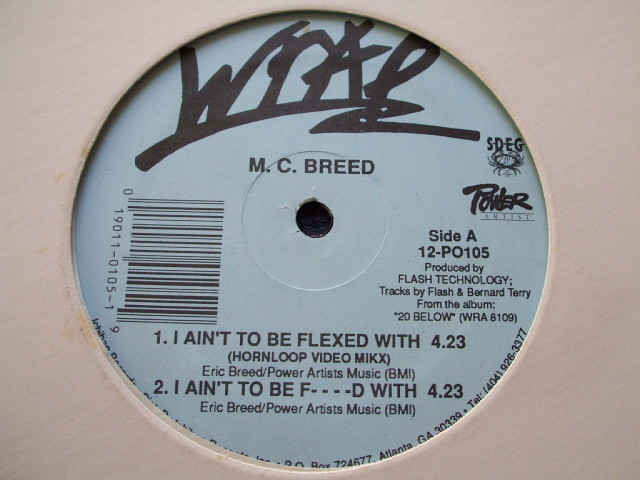 WRAP
M. C. BREED
SDEG
POWER
ARTIST
Side A
12-PO105
Produced by
FLASH TECHNOLOGY;
Tracks by Flash & Bernard Terry
From the album:
"20 BELOW" (WRA 8109)
0 19011-0105-1 9
1. I AIN'T TO BE FLEXED WITH 4.23
(HORNLOOP VIDEO MIKX)
Eric Breed/Power Artists Music (BMI)
2. I AIN'T TO BE F----D WITH 4.23
Eric Breed/Power Artists Music (BMI)
Inc. • P.O. Box 724677, Atlanta, GA 30339 • Tel: (404) 926-3377